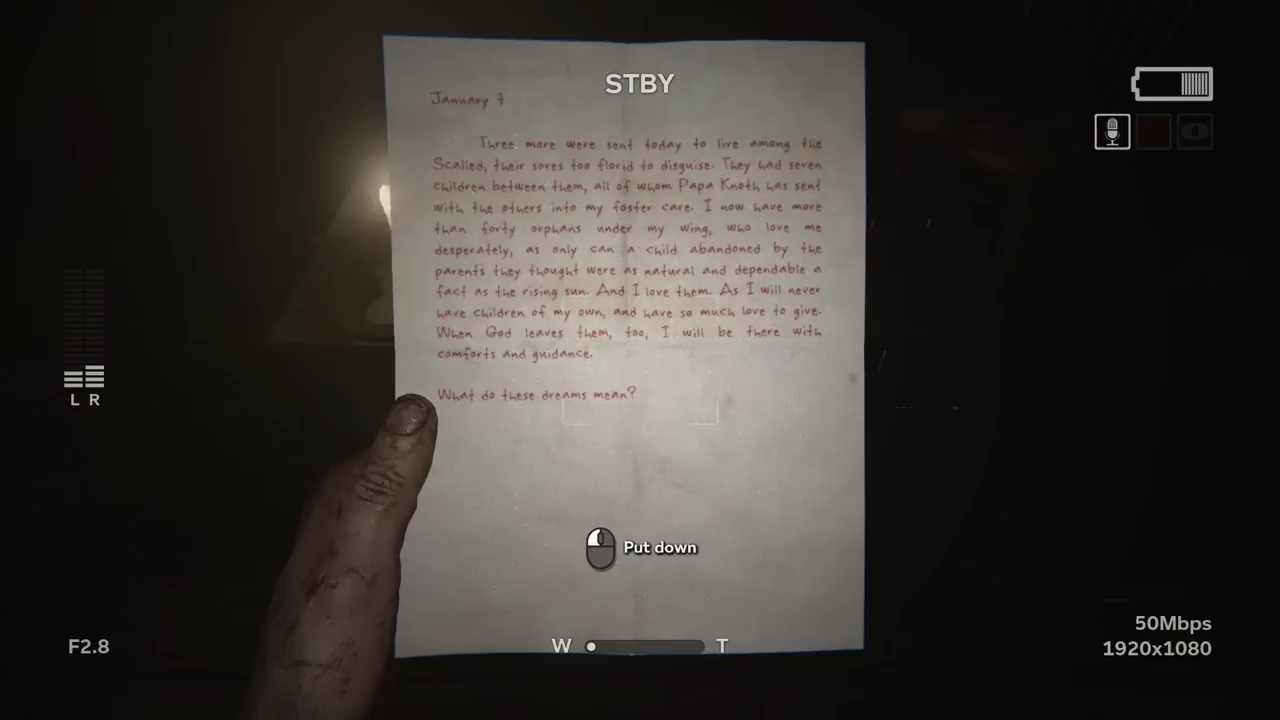 STBY
January 7
Three more were sent today to live among the
Scalled, their sores too florid to disguise. They had seven
children between them, all of whom Papa Knoth has sent
with the others into my foster care. I now have more
than forty orphans under my wing, who love me
desperately, as only can a child abandoned by the
parents they thought were as natural and dependable a
fact as the rising sun. And I love them. As I will never
have children of my own, and have so much love to give.
When God leaves them, too, I will be there with
comforts and guidance.
What do these dreams mean?
L R
Put down
F2.8
W T
50Mbps
1920x1080